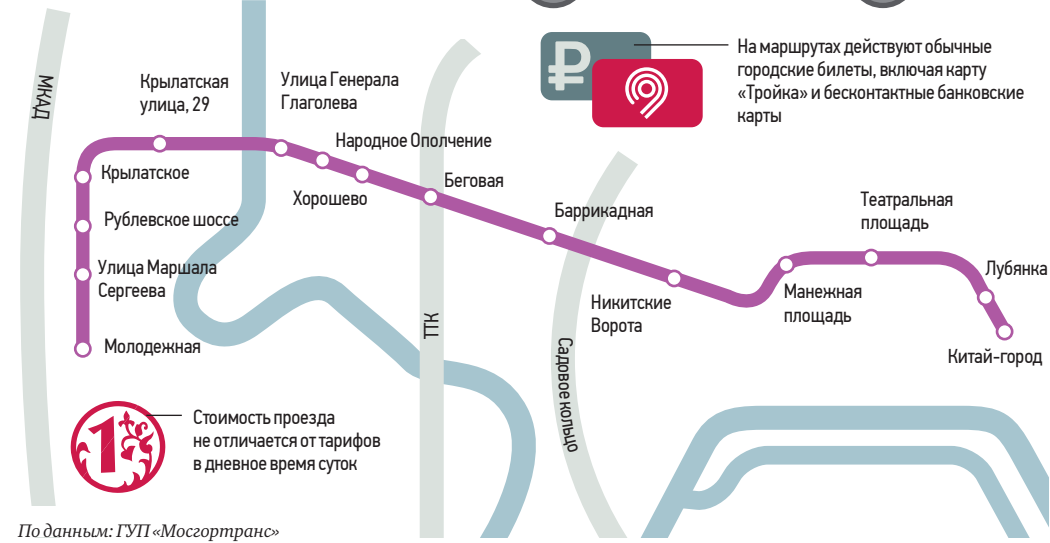 На маршрутах действуют обычные
городские билеты, включая карту
«Тройка» и бесконтактные банковские
карты
МКАД
Крылатская
улица, 29
Улица Генерала
Глаголева
Народное Ополчение
Крылатское
Хорошево
Беговая
Рублевское шоссе
Баррикадная
Театральная
площадь
Улица Маршала
Сергеева
Лубянка
Никитские
Ворота
Манежная
площадь
ТТК
Молодежная
Садовое кольцо
Китай-город
1
Стоимость проезда
не отличается от тарифов
в дневное время суток
По данным: ГУП «Мосгортранс»